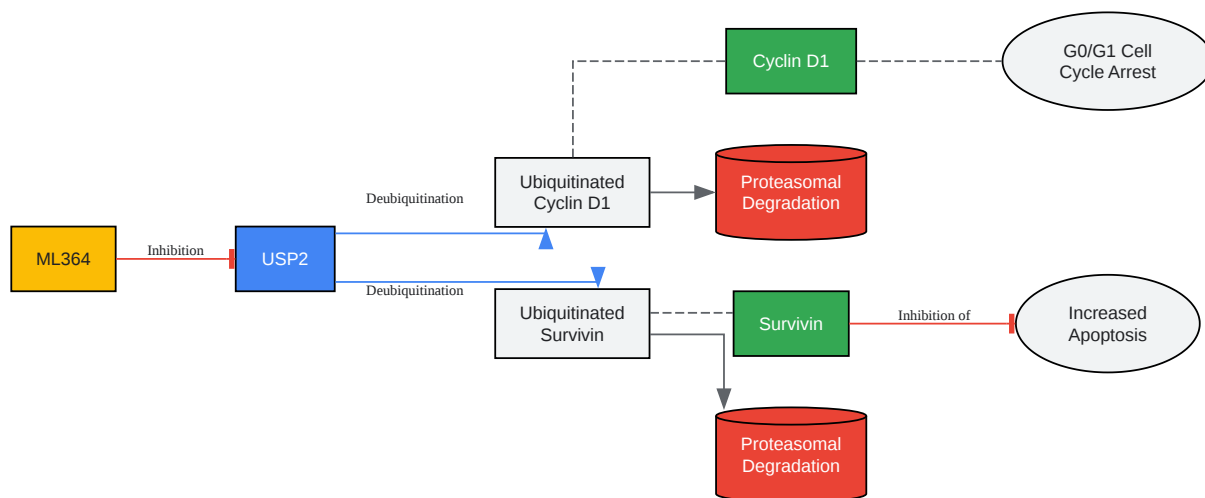 Cyclin D1
G0/G1 Cell
Cycle Arrest
Ubiquitinated
Cyclin D1
Proteasomal
Degradation
Deubiquitination
ML364
Inhibition
USP2
Deubiquitination
Ubiquitinated
Survivin
Survivin
Inhibition of
Increased
Apoptosis
Proteasomal
Degradation